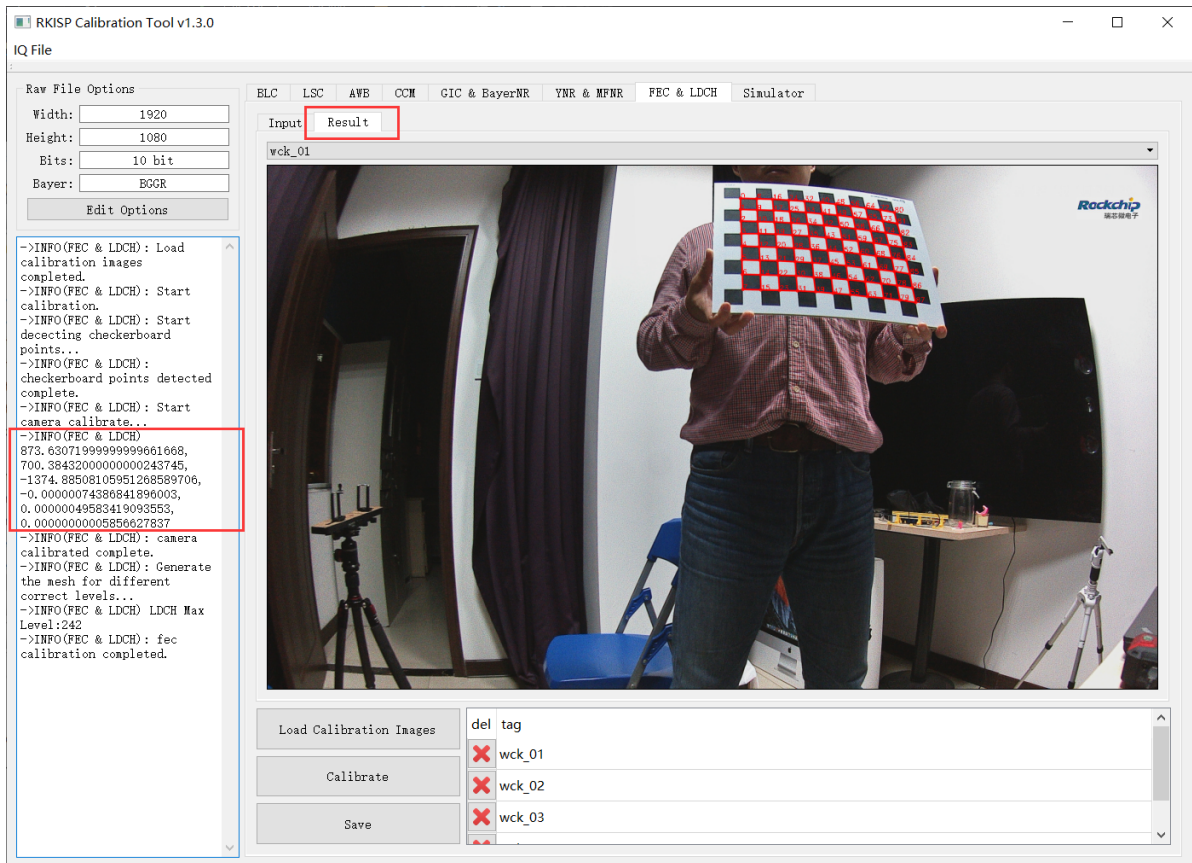 RKISP Calibration Tool v1.3.0
IQ File
Raw File Options
Width: 1920
Height: 1080
Bits: 10 bit
Bayer: BGGR
Edit Options
->INFO(FEC & LDCH): Load
calibration images
completed.
->INFO(FEC & LDCH): Start
calibration.
->INFO(FEC & LDCH): Start
dececting checkerboard
points...
->INFO(FEC & LDCH):
checkerboard points detected
complete.
->INFO(FEC & LDCH): Start
camera calibrate...
->INFO(FEC & LDCH)
873.63071999999999661668,
700.38432000000000243745,
-1374.88508105951268589706,
-0.00000074386841896003,
0.00000049583419093553,
0.00000000005856627837
->INFO(FEC & LDCH): camera
calibrated complete.
->INFO(FEC & LDCH): Generate
the mesh for different
correct levels...
->INFO(FEC & LDCH) LDCH Max
Level:242
->INFO(FEC & LDCH): fec
calibration completed.
BLC LSC AWB CCM GIC & BayerNR YNR & MFNR FEC & LDCH Simulator
Input Result
wck_01
Rockchip
瑞芯微电子
Load Calibration Images
Calibrate
Save
del tag
wck_01
wck_02
wck_03